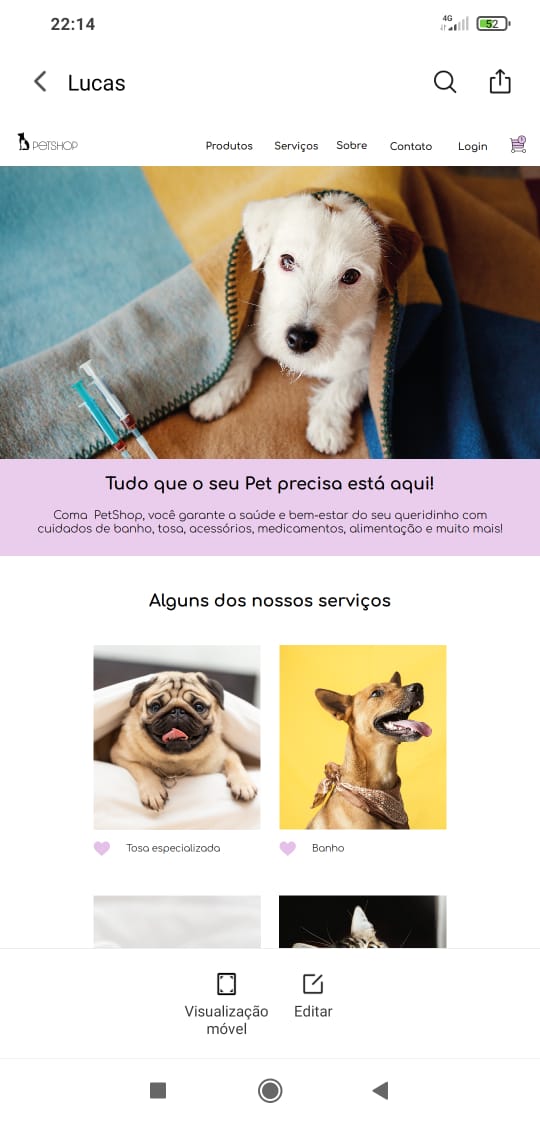 22:14
4G
52
Lucas
PETSHOP
Produtos Serviços Sobre Contato Login
1
Tudo que o seu Pet precisa está aqui!
Coma PetShop, você garante a saúde e bem-estar do seu queridinho com
cuidados de banho, tosa, acessórios, medicamentos, alimentação e muito mais!
Alguns dos nossos serviços
Tosa especializada
Banho
Visualização
móvel
Editar